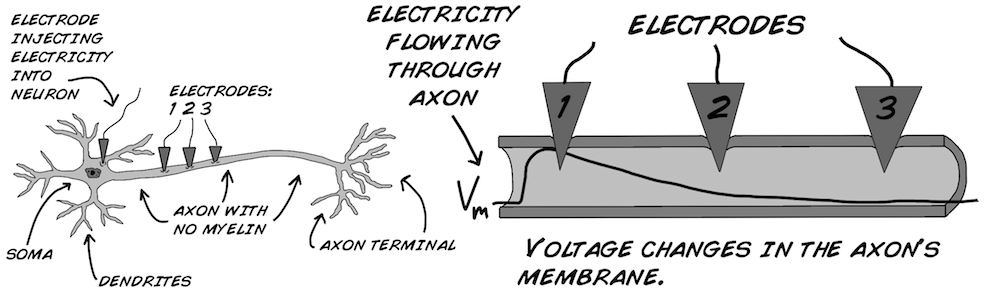 ELECTRODE
INJECTING
ELECTRICITY
INTO
NEURON
ELECTRODES:
1 2 3
SOMA
DENDRITES
AXON WITH
NO MYELIN
AXON TERMINAL
ELECTRICITY
FLOWING
THROUGH
AXON
Vm
ELECTRODES
1 2 3
VOLTAGE CHANGES IN THE AXON'S
MEMBRANE.